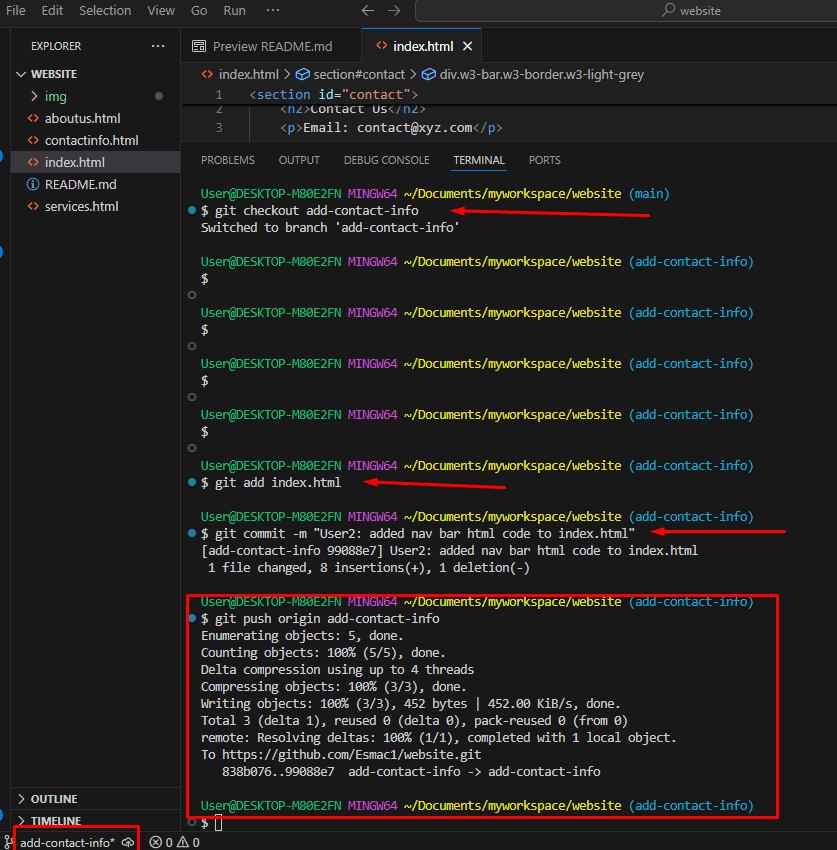 File Edit Selection View Go Run ··· website
EXPLORER ···
Preview README.md
index.html
WEBSITE
img
aboutus.html
contactinfo.html
index.html
README.md
services.html
index.html > section#contact > div.w3-bar.w3-border.w3-light-grey
1 <section id="contact">
2 <h2>Contact Us</h2>
3 <p>Email: contact@xyz.com</p>
PROBLEMS OUTPUT DEBUG CONSOLE TERMINAL PORTS
User@DESKTOP-M80E2FN MINGW64 ~/Documents/myworkspace/website (main)
$ git checkout add-contact-info
Switched to branch 'add-contact-info'
User@DESKTOP-M80E2FN MINGW64 ~/Documents/myworkspace/website (add-contact-info)
$
User@DESKTOP-M80E2FN MINGW64 ~/Documents/myworkspace/website (add-contact-info)
$
User@DESKTOP-M80E2FN MINGW64 ~/Documents/myworkspace/website (add-contact-info)
$
User@DESKTOP-M80E2FN MINGW64 ~/Documents/myworkspace/website (add-contact-info)
$
User@DESKTOP-M80E2FN MINGW64 ~/Documents/myworkspace/website (add-contact-info)
$ git add index.html
User@DESKTOP-M80E2FN MINGW64 ~/Documents/myworkspace/website (add-contact-info)
$ git commit -m "User2: added nav bar html code to index.html"
[add-contact-info 99088e7] User2: added nav bar html code to index.html
1 file changed, 8 insertions(+), 1 deletion(-)
User@DESKTOP-M80E2FN MINGW64 ~/Documents/myworkspace/website (add-contact-info)
$ git push origin add-contact-info
Enumerating objects: 5, done.
Counting objects: 100% (5/5), done.
Delta compression using up to 4 threads
Compressing objects: 100% (3/3), done.
Writing objects: 100% (3/3), 452 bytes | 452.00 KiB/s, done.
Total 3 (delta 1), reused 0 (delta 0), pack-reused 0 (from 0)
remote: Resolving deltas: 100% (1/1), completed with 1 local object.
To https://github.com/Esmac1/website.git
838b076..99088e7 add-contact-info -> add-contact-info
User@DESKTOP-M80E2FN MINGW64 ~/Documents/myworkspace/website (add-contact-info)
$
OUTLINE
TIMELINE
add-contact-info* 0 0